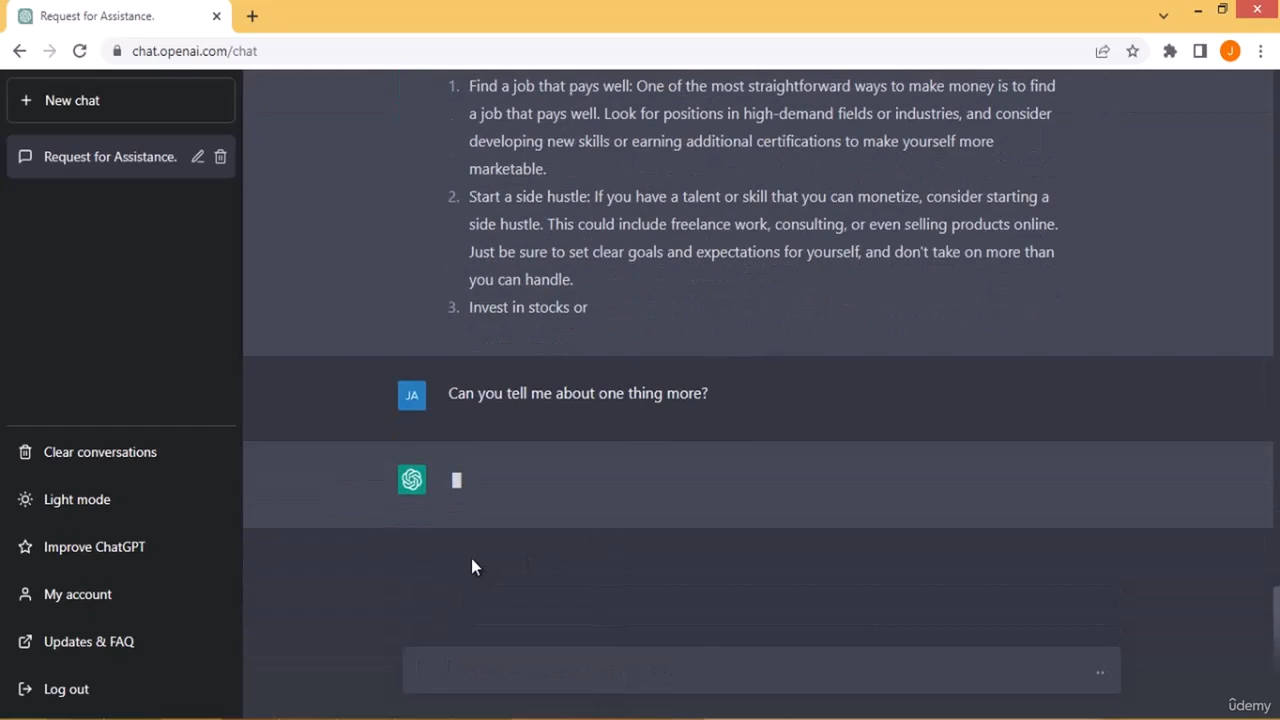 Request for Assistance.
chat.openai.com/chat
J
New chat
Request for Assistance.
1. Find a job that pays well: One of the most straightforward ways to make money is to find
a job that pays well. Look for positions in high-demand fields or industries, and consider
developing new skills or earning additional certifications to make yourself more
marketable.
2. Start a side hustle: If you have a talent or skill that you can monetize, consider starting a
side hustle. This could include freelance work, consulting, or even selling products online.
Just be sure to set clear goals and expectations for yourself, and don't take on more than
you can handle.
3. Invest in stocks or
JA
Can you tell me about one thing more?
Clear conversations
Light mode
Improve ChatGPT
My account
Updates & FAQ
Log out
ûdemy